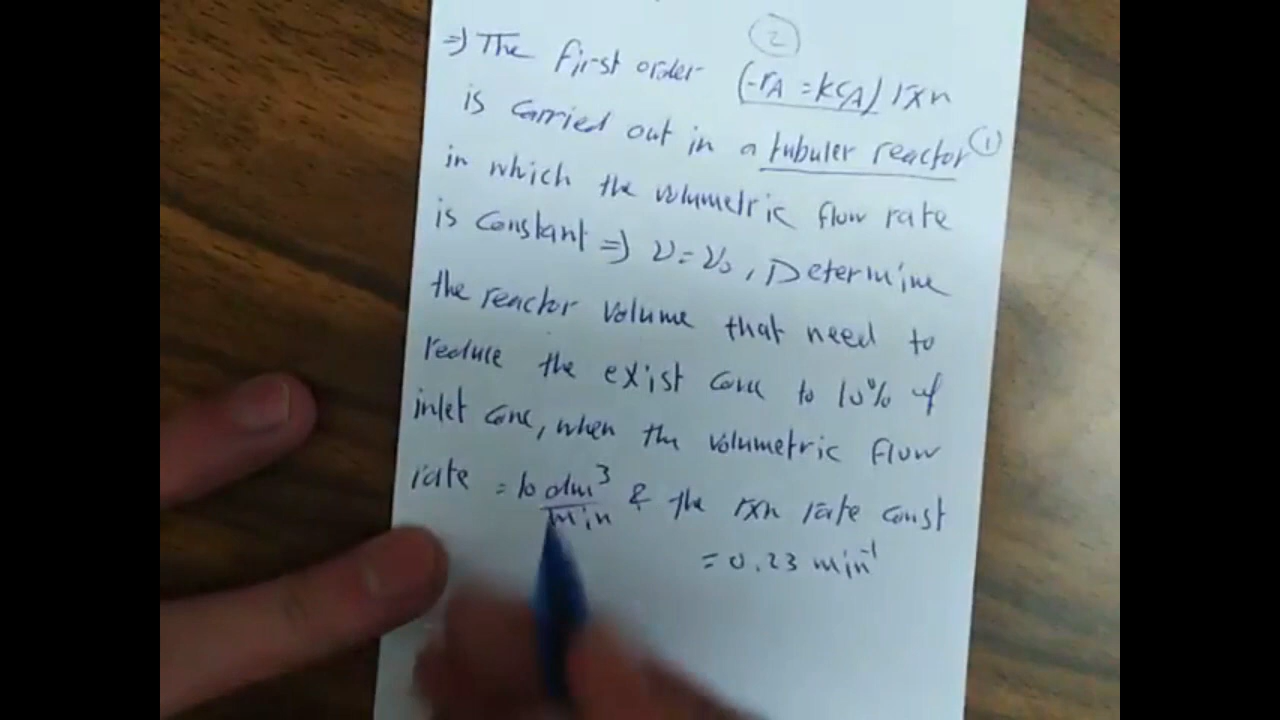 ②
⇒ The first order (-rA = kCA) rxn
is carried out in a tubuler reactor ①
in which the volumetric flow rate
is constant ⇒ υ = υ₀, Determine
the reactor volume that need to
reduce the exist conc to 10% of
inlet conc, when the volumetric flow
rate = 10 dm³/min & the rxn rate const
= 0.23 min⁻¹